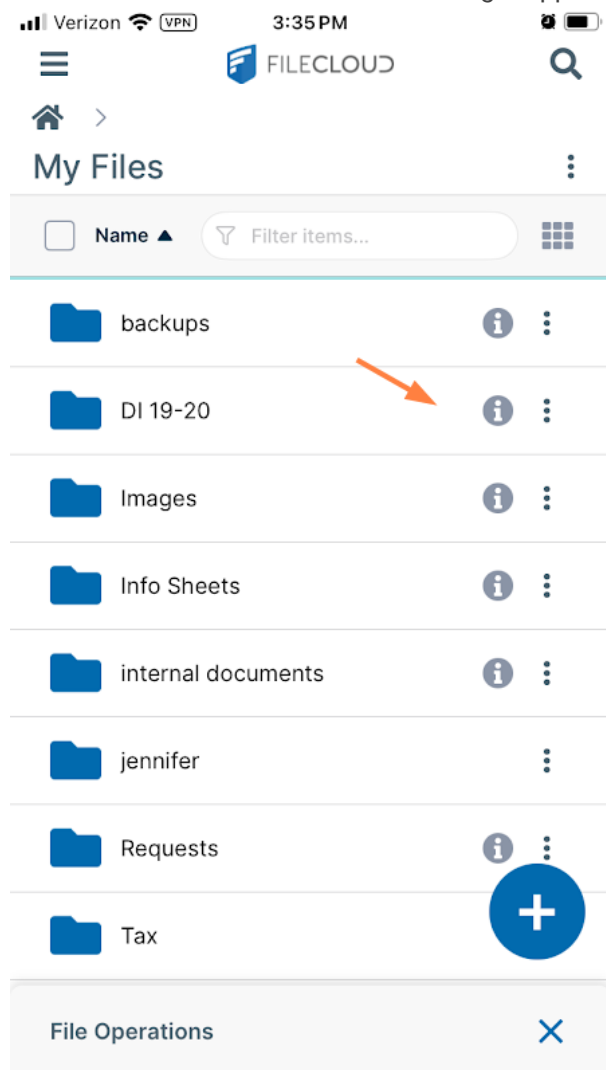 Verizon VPN 3:35 PM
FILECLOUD
My Files
Name ▲ Filter items...
backups
DI 19-20
Images
Info Sheets
internal documents
jennifer
Requests
Tax
File Operations